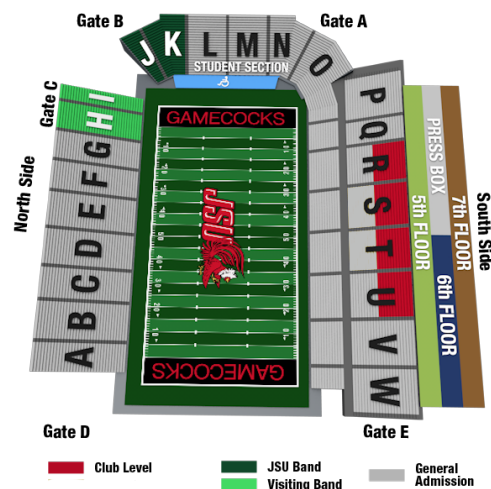 Gate B
Gate A
J
K
L
M
N
O
STUDENT SECTION
Gate C
I
H
G
F
E
D
C
B
A
North Side
GAMECOCKS
JSU
GAMECOCKS
P
Q
R
S
T
U
V
W
PRESS BOX
5th FLOOR
6th FLOOR
7th FLOOR
South Side
Gate D
Gate E
Club Level
JSU Band
Visiting Band
General
Admission